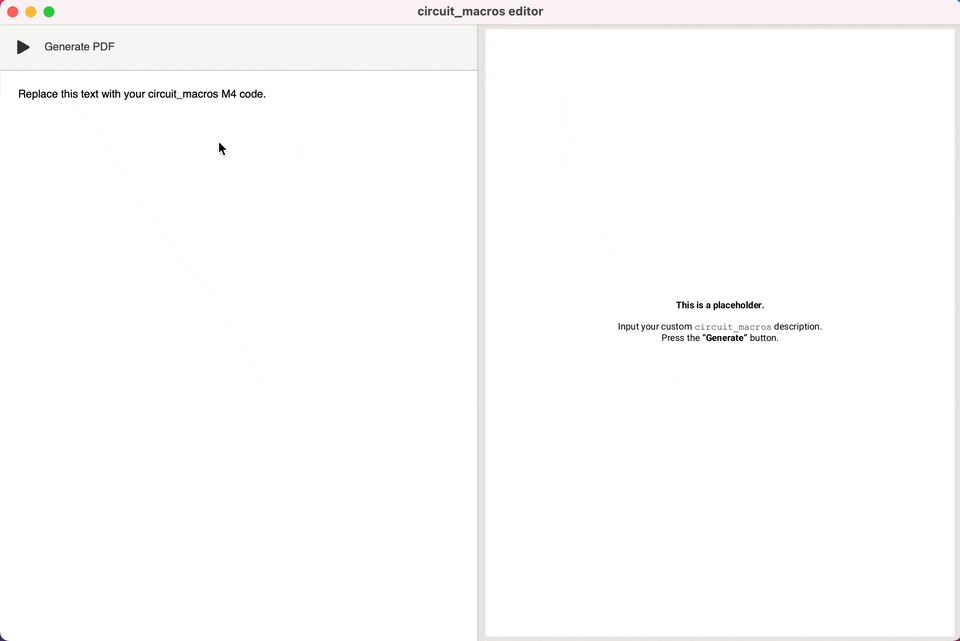 circuit_macros editor
Generate PDF
Replace this text with your circuit_macros M4 code.
This is a placeholder.
Input your custom circuit_macros description.
Press the “Generate” button.